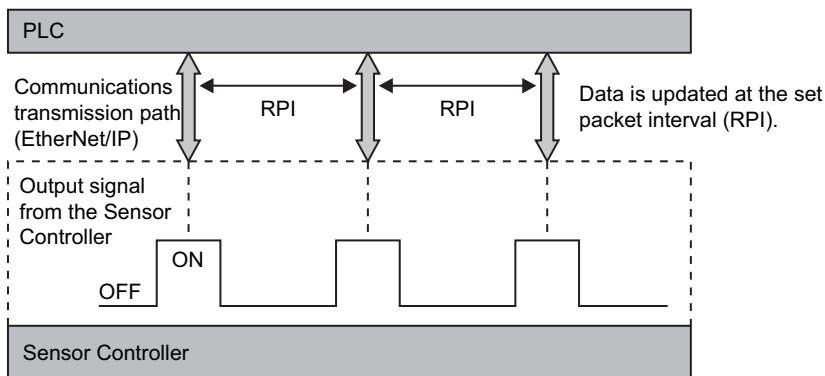 PLC
Communications
transmission path
(EtherNet/IP)
RPI
RPI
Data is updated at the set
packet interval (RPI).
Output signal
from the Sensor
Controller
ON
OFF
Sensor Controller